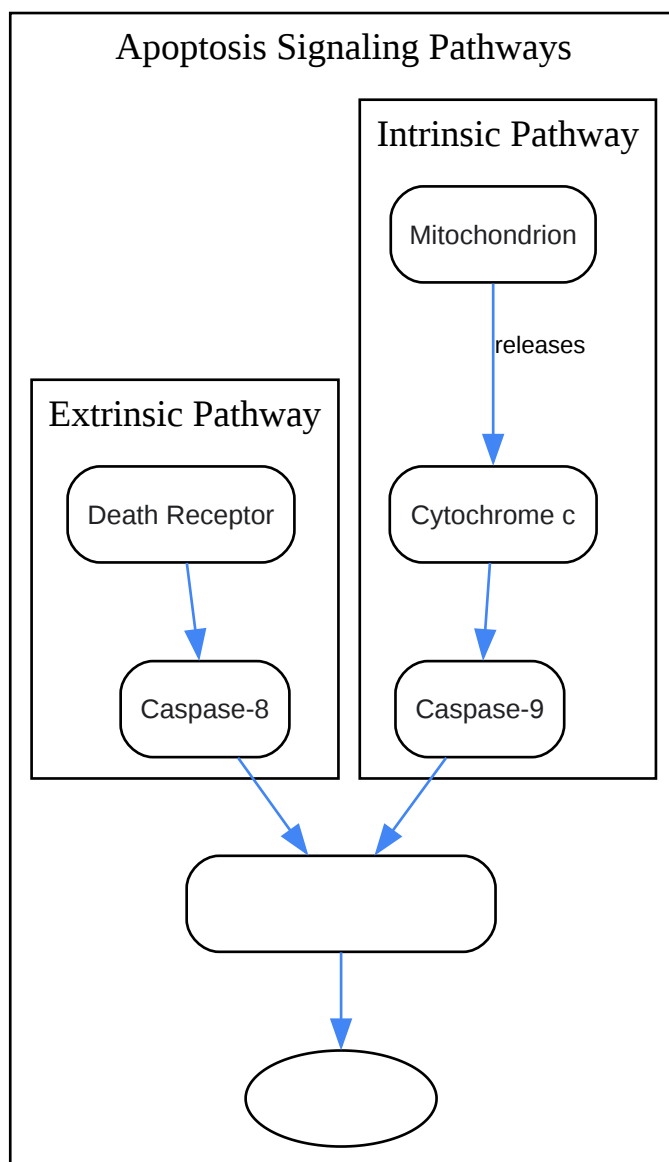 Apoptosis Signaling Pathways
Intrinsic Pathway
Mitochondrion
releases
Extrinsic Pathway
Death Receptor
Cytochrome c
Caspase-8
Caspase-9